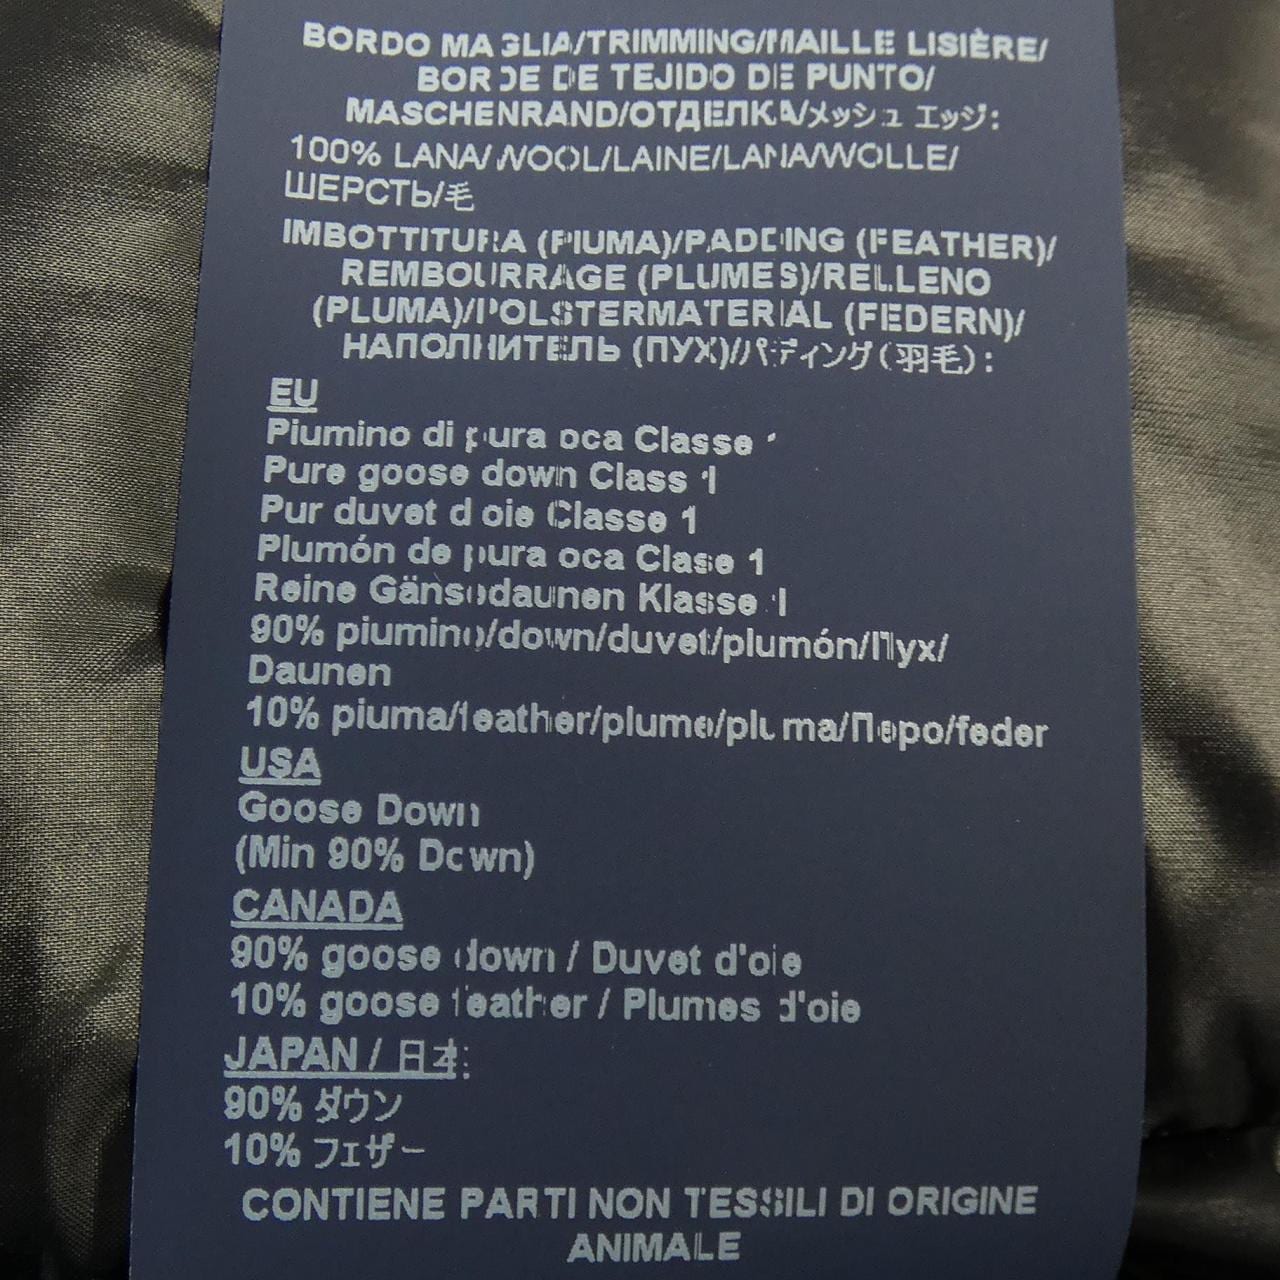 BORDO MAGLIA/TRIMMING/MAILLE LISIÈRE/
BORDE DE TEJIDO DE PUNTO/
MASCHENRAND/ОТДЕЛКА/メッシュ エッジ:
100% LANA/WOOL/LAINE/LANA/WOLLE/
ШЕРСТЬ/毛
IMBOTTITURA (PIUMA)/PADDING (FEATHER)/
REMBOURRAGE (PLUMES)/RELLENO
(PLUMA)/POLSTERMATERIAL (FEDERN)/
НАПОЛНИТЕЛЬ (ПУХ)/パディング(羽毛):
EU
Piumino di pura oca Classe 1
Pure goose down Class 1
Pur duvet d oie Classe 1
Plumón de pura oca Clase 1
Reine Gänsedaunen Klasse 1
90% piumino/down/duvet/plumón/Пух/
Daunen
10% piuma/feather/plume/pluma/Перо/feder
USA
Goose Down
(Min 90% Down)
CANADA
90% goose down / Duvet d'oie
10% goose feather / Plumes d'oie
JAPAN / 日本:
90% ダウン
10% フェザー
CONTIENE PARTI NON TESSILI DI ORIGINE
ANIMALE